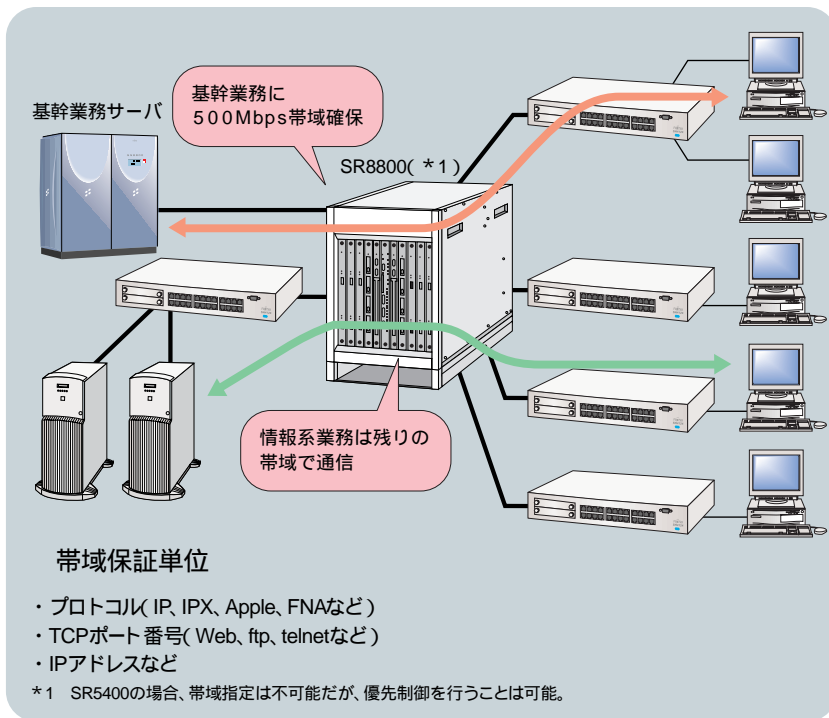 基幹業務サーバ
基幹業務に
500Mbps帯域確保
SR8800(*1)
情報系業務は残りの
帯域で通信
帯域保証単位
・プロトコル(IP、IPX、Apple、FNAなど)
・TCPポート番号(Web、ftp、telnetなど)
・IPアドレスなど
*1 SR5400の場合、帯域指定は不可能だが、優先制御を行うことは可能。